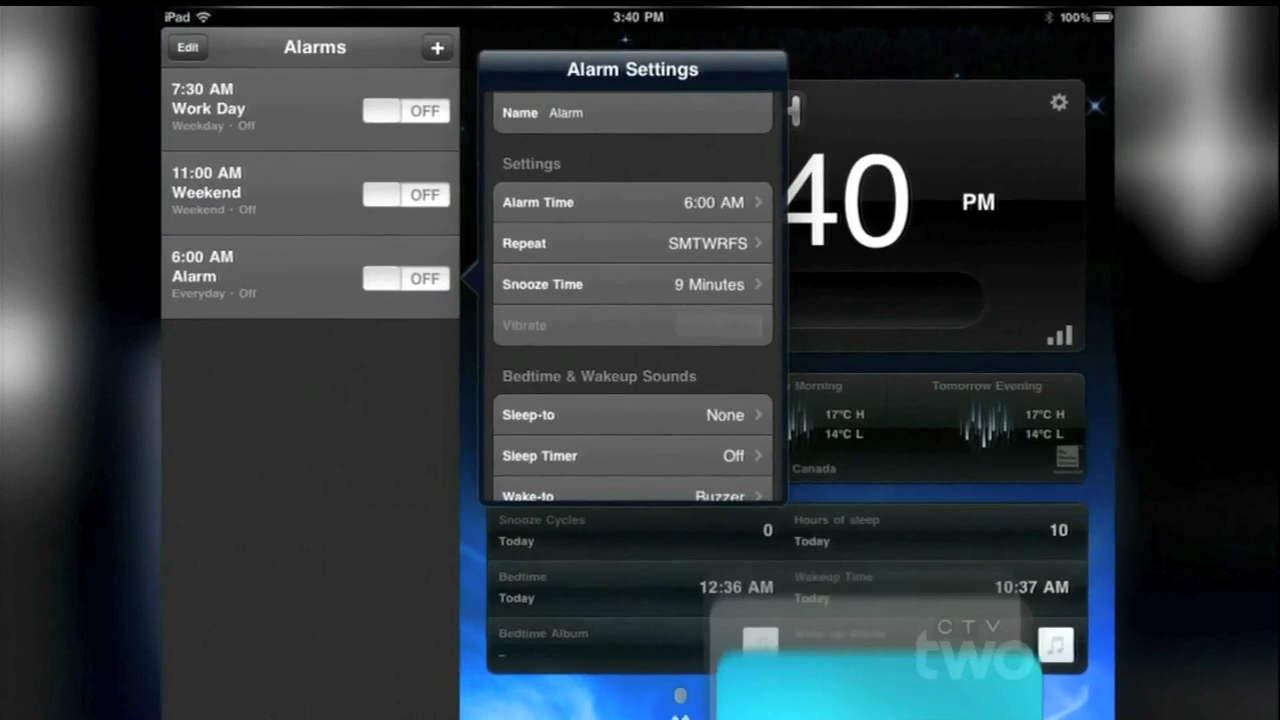 iPad 3:40 PM 100%
Edit Alarms +
7:30 AM
Work Day
Weekday · Off
OFF
11:00 AM
Weekend
Weekend · Off
OFF
6:00 AM
Alarm
Everyday · Off
OFF
Alarm Settings
Name Alarm
Settings
Alarm Time 6:00 AM
Repeat SMTWRFS
Snooze Time 9 Minutes
Vibrate
Bedtime & Wakeup Sounds
Sleep-to None
Sleep Timer Off
Wake-to Buzzer
40 PM
Morning Tomorrow Evening
17°C H 17°C H
14°C L 14°C L
Canada
Snooze Cycles
Today 0
Hours of sleep
Today 10
Bedtime
Today 12:36 AM
Wakeup Time
Today 10:37 AM
Bedtime Album
–
CTV
two